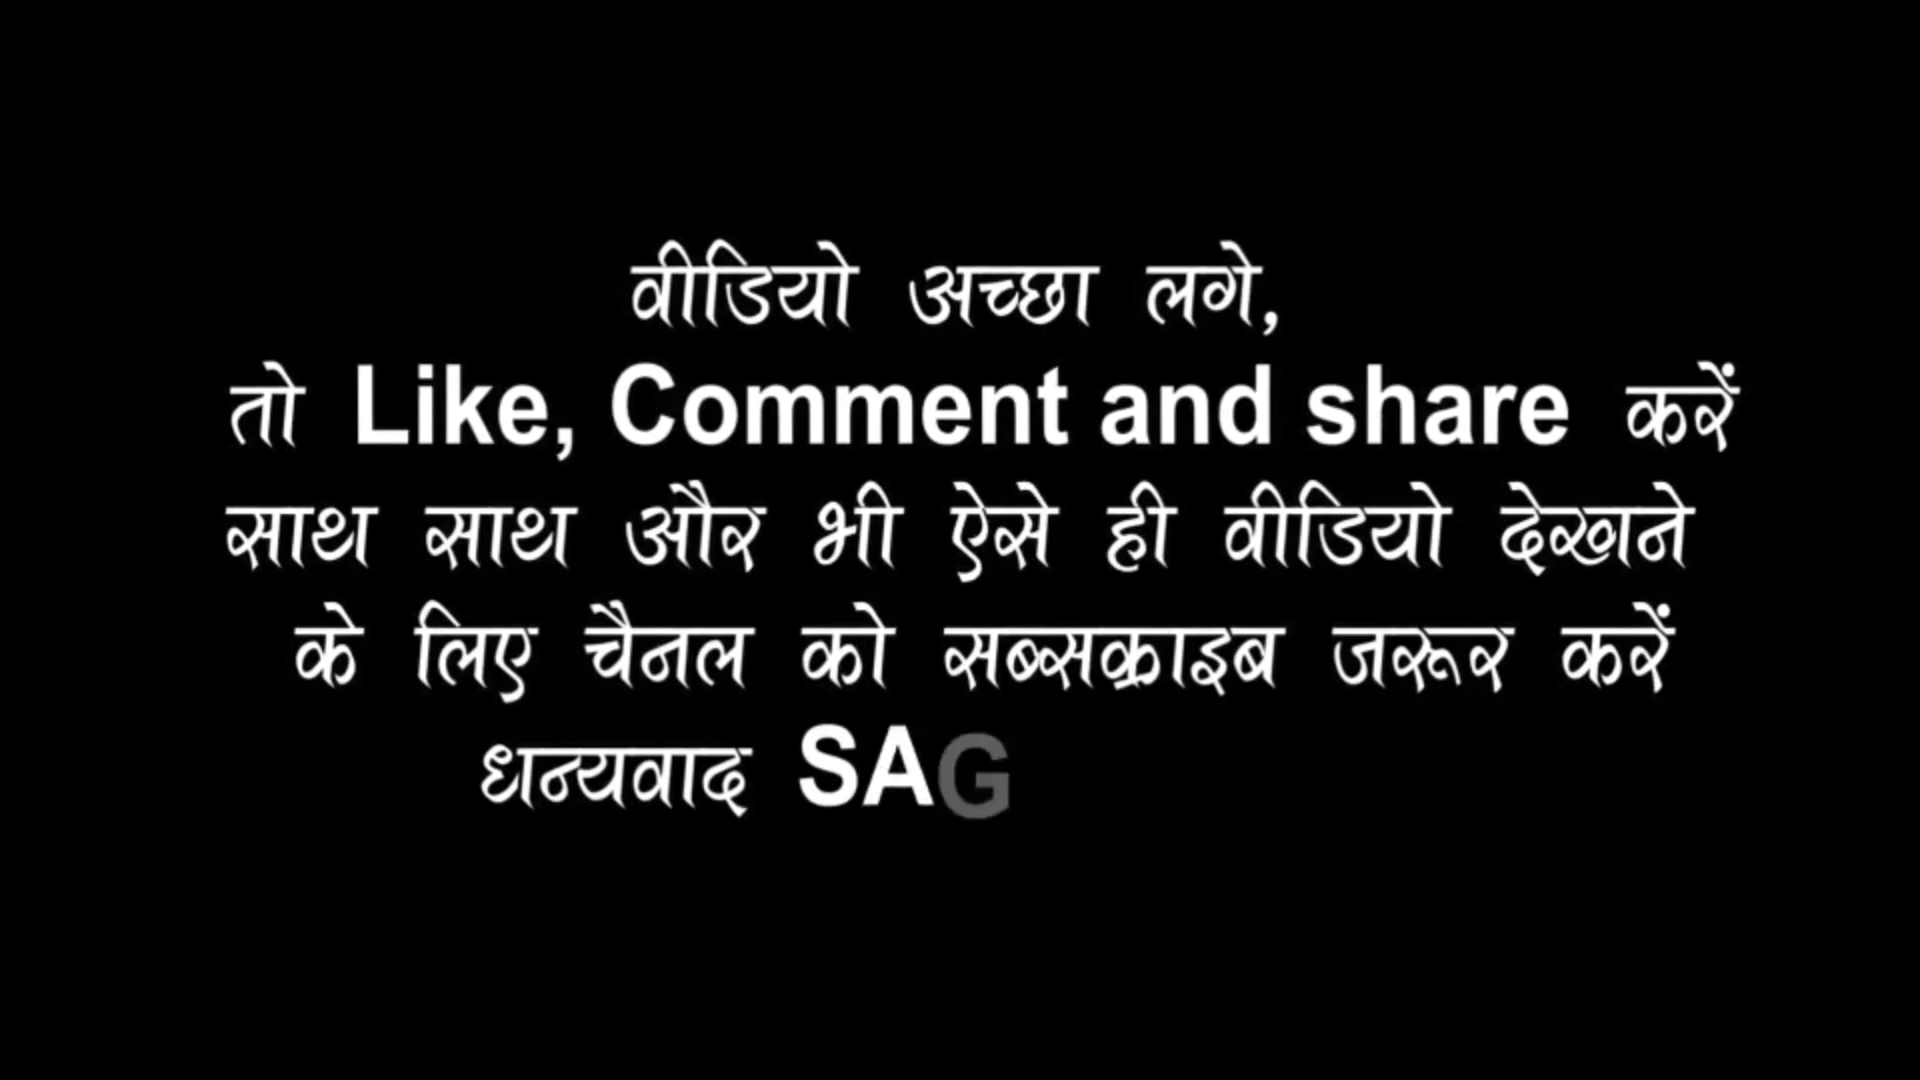 वीडियो अच्छा लगे,
तो Like, Comment and share करें
साथ साथ और भी ऐसे ही वीडियो देखने
के लिए चैनल को सब्सक्राइब जरूर करें
धन्यवाद SAG